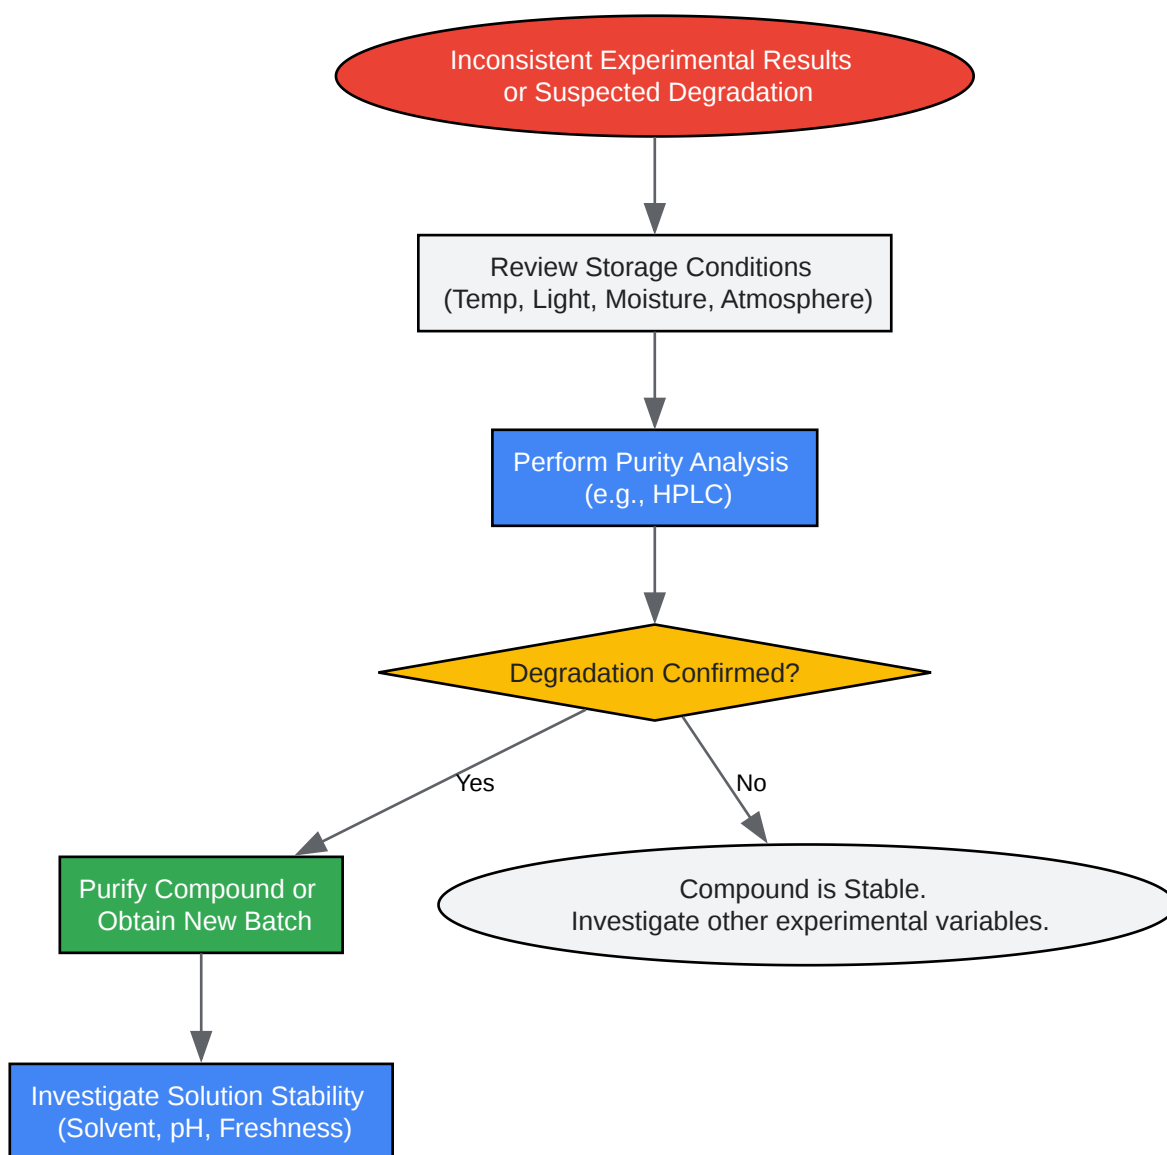 Inconsistent Experimental Results
or Suspected Degradation
Review Storage Conditions
(Temp, Light, Moisture, Atmosphere)
Perform Purity Analysis
(e.g., HPLC)
Degradation Confirmed?
Yes
No
Purify Compound or
Obtain New Batch
Compound is Stable.
Investigate other experimental variables.
Investigate Solution Stability
(Solvent, pH, Freshness)